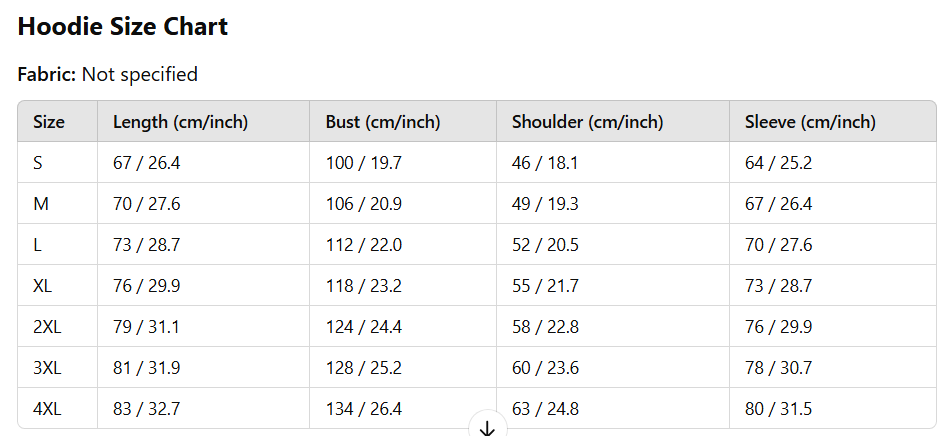 Hoodie Size Chart
Fabric: Not specified
Size Length (cm/inch) Bust (cm/inch) Shoulder (cm/inch) Sleeve (cm/inch)
S 67 / 26.4 100 / 19.7 46 / 18.1 64 / 25.2
M 70 / 27.6 106 / 20.9 49 / 19.3 67 / 26.4
L 73 / 28.7 112 / 22.0 52 / 20.5 70 / 27.6
XL 76 / 29.9 118 / 23.2 55 / 21.7 73 / 28.7
2XL 79 / 31.1 124 / 24.4 58 / 22.8 76 / 29.9
3XL 81 / 31.9 128 / 25.2 60 / 23.6 78 / 30.7
4XL 83 / 32.7 134 / 26.4 63 / 24.8 80 / 31.5